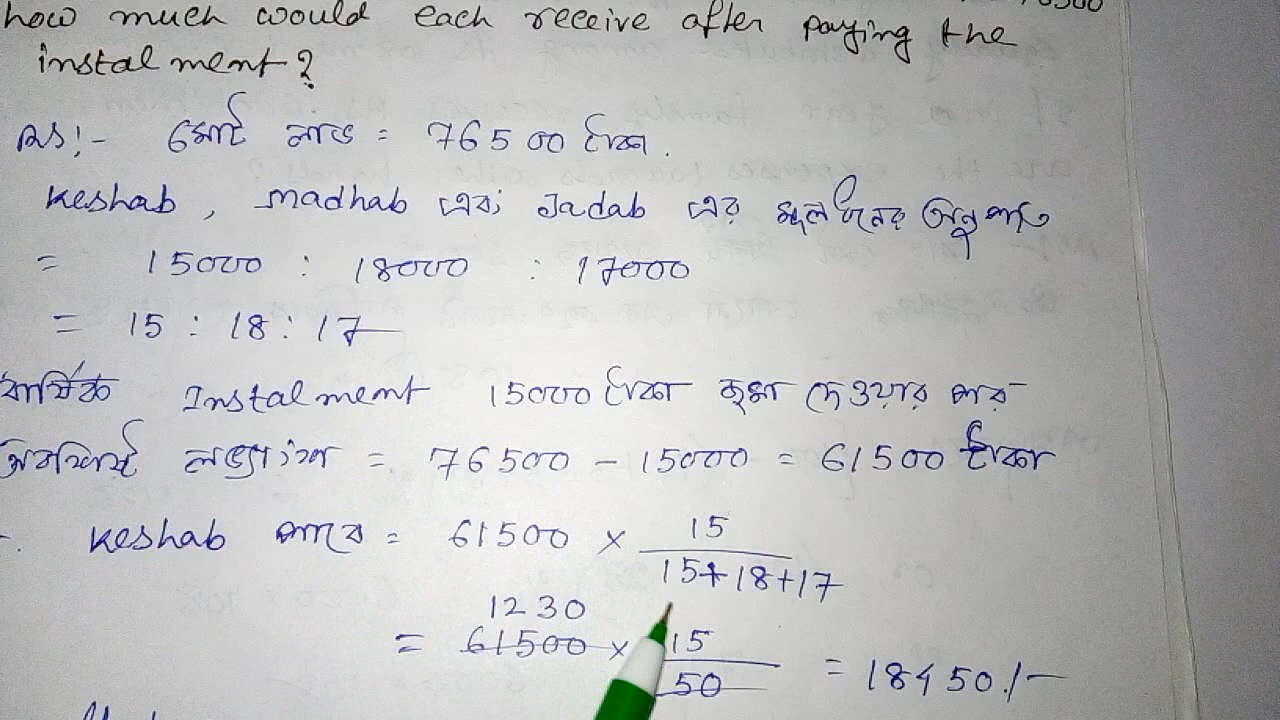 76500
how much would each receive after paying the
instalment?
Ans:- মোট লাভ = 76500 টাকা.
Keshab, Madhab এবং Jadab এর মূলধনের অনুপাত
= 15000 : 18000 : 17000
= 15 : 18 : 17
বার্ষিক Instalment 15000 টাকা জমা দেওয়ার পর
অবশিষ্ট লভ্যাংশ = 76500 - 15000 = 61500 টাকা
∴ Keshab পাবে = 61500 × 15
15+18+17
1230
= 61500 × 15 = 18450/-
50